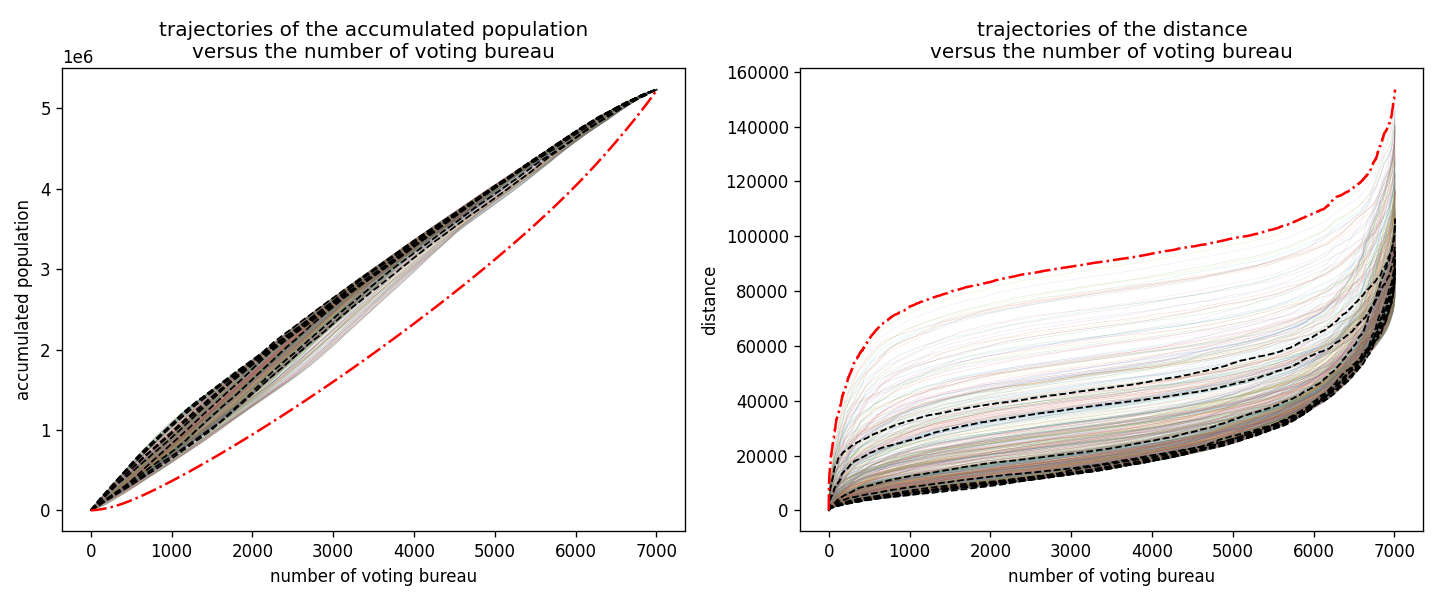 trajectories of the accumulated population
versus the number of voting bureau
1e6
5
4
3
2
1
0
accumulated population
0 1000 2000 3000 4000 5000 6000 7000
number of voting bureau
trajectories of the distance
versus the number of voting bureau
160000
140000
120000
100000
80000
60000
40000
20000
0
distance
0 1000 2000 3000 4000 5000 6000 7000
number of voting bureau